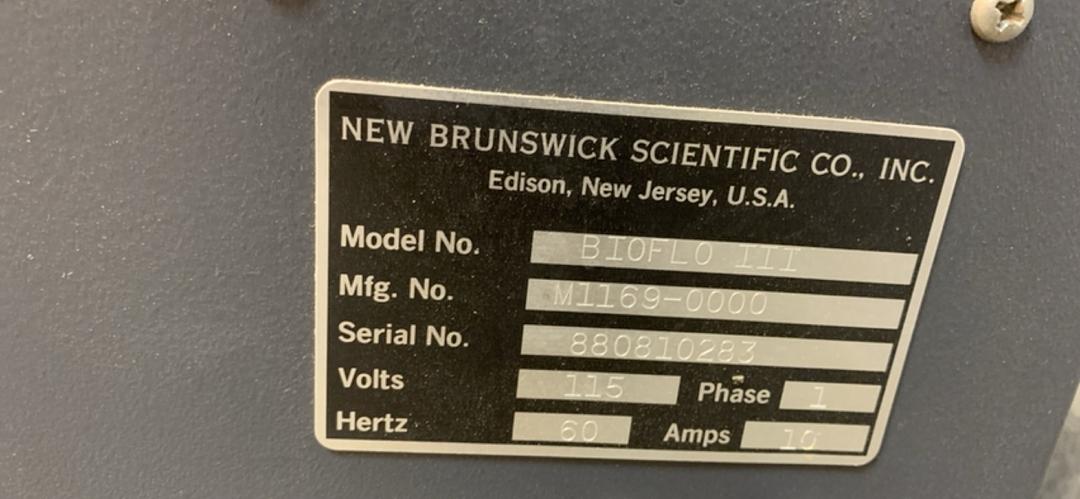 NEW BRUNSWICK SCIENTIFIC CO., INC.
Edison, New Jersey, U.S.A.
Model No. BIOFLO III
Mfg. No. M1169-0000
Serial No. 880810283
Volts 115 Phase 1
Hertz 60 Amps 10